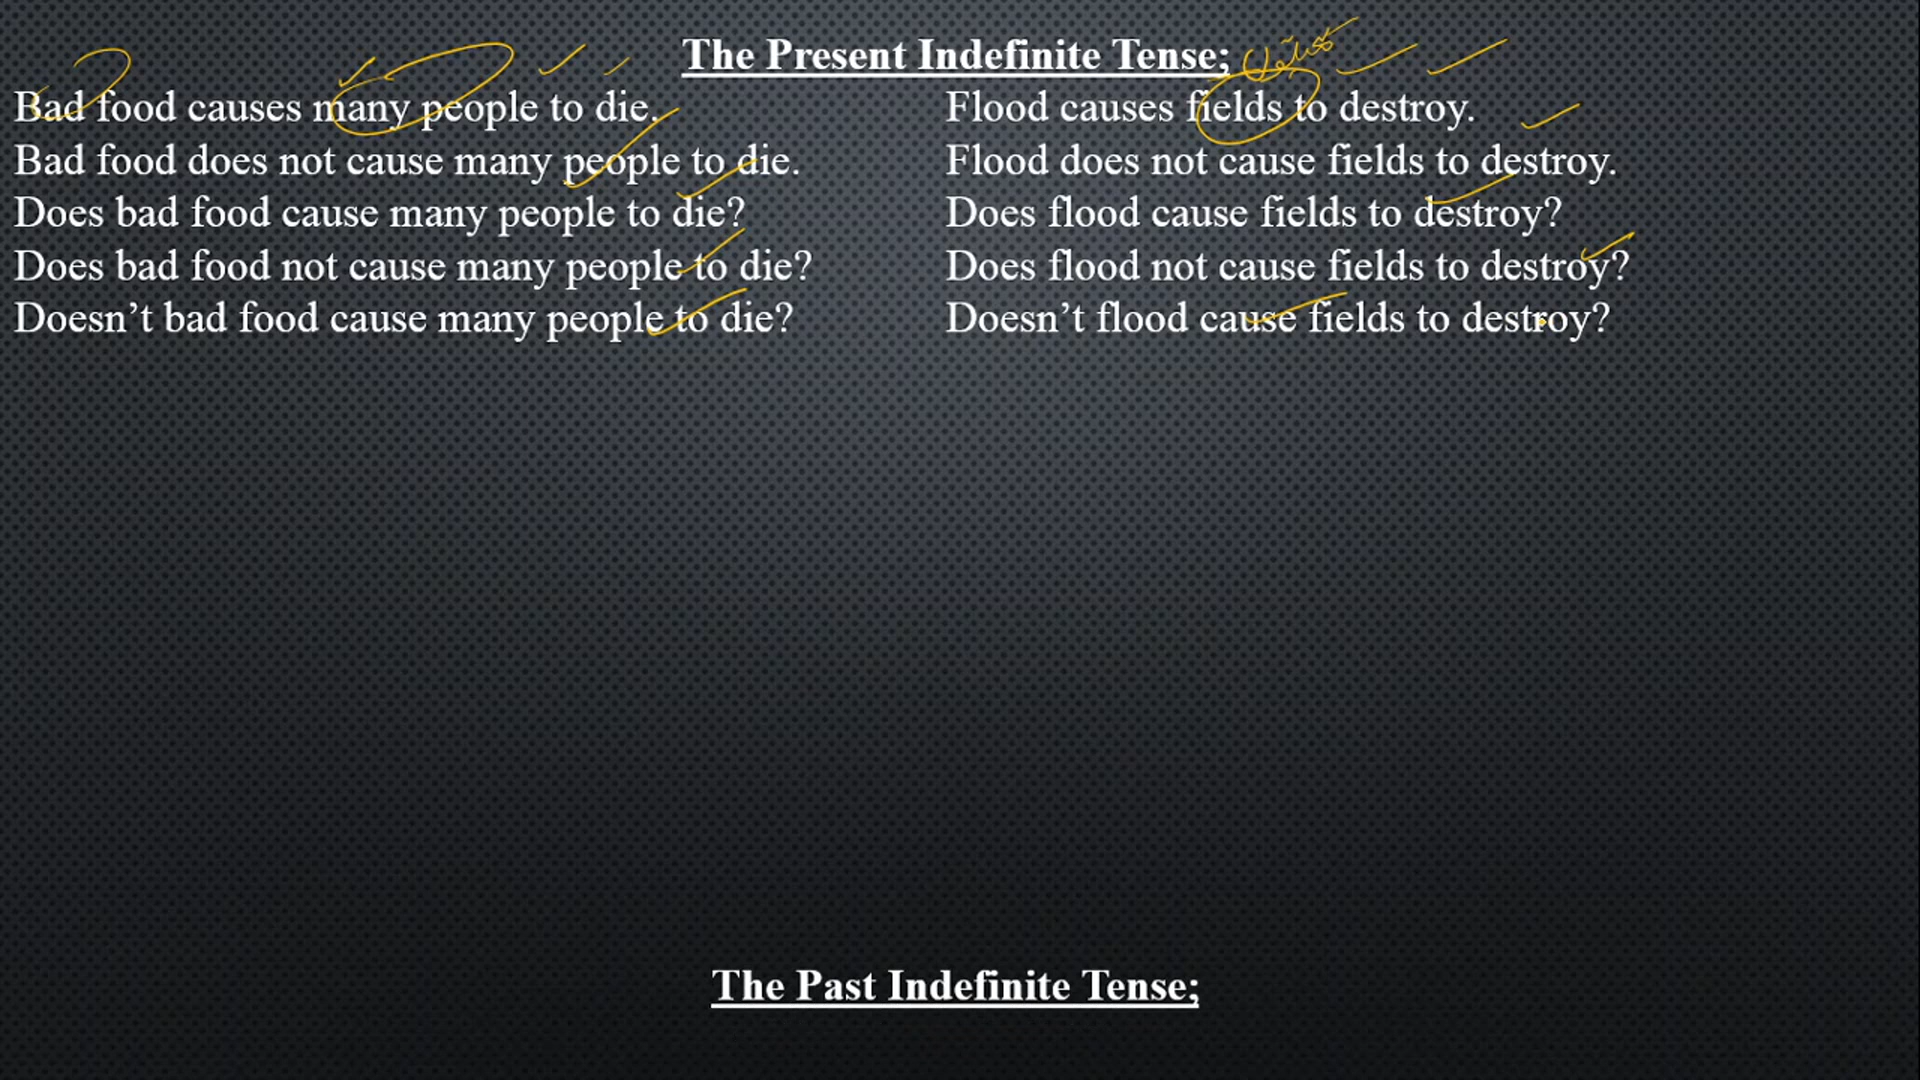 The Present Indefinite Tense;
Bad food causes many people to die.
Bad food does not cause many people to die.
Does bad food cause many people to die?
Does bad food not cause many people to die?
Doesn’t bad food cause many people to die?
Flood causes fields to destroy.
Flood does not cause fields to destroy.
Does flood cause fields to destroy?
Does flood not cause fields to destroy?
Doesn’t flood cause fields to destroy?
The Past Indefinite Tense;